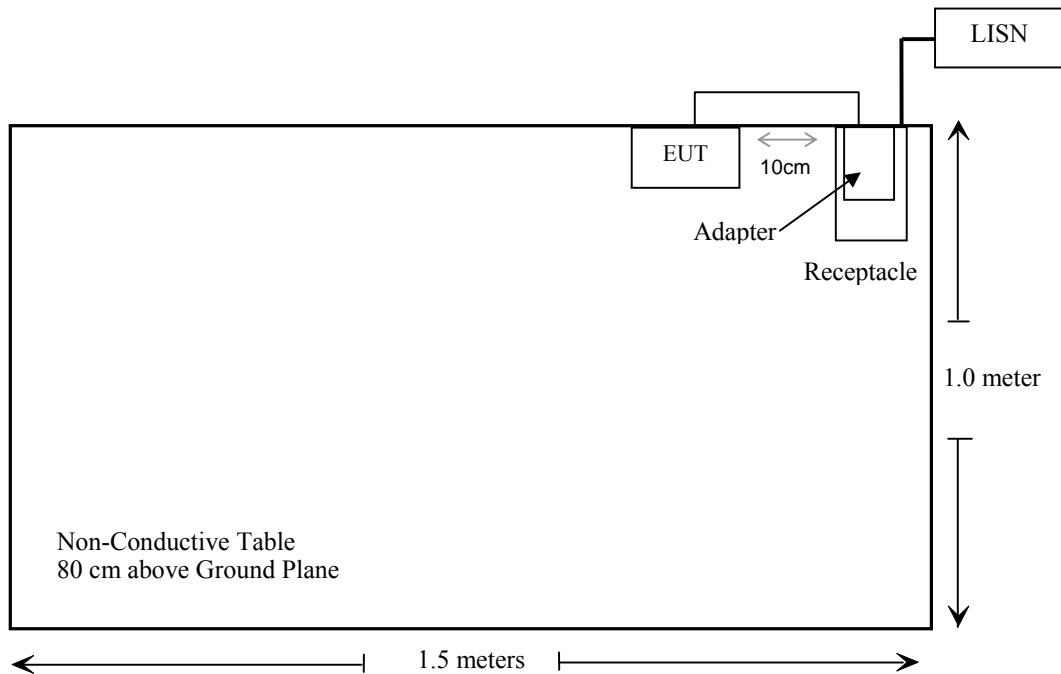 LISN
EUT
10cm
Adapter
Receptacle
1.0 meter
Non-Conductive Table
80 cm above Ground Plane
1.5 meters